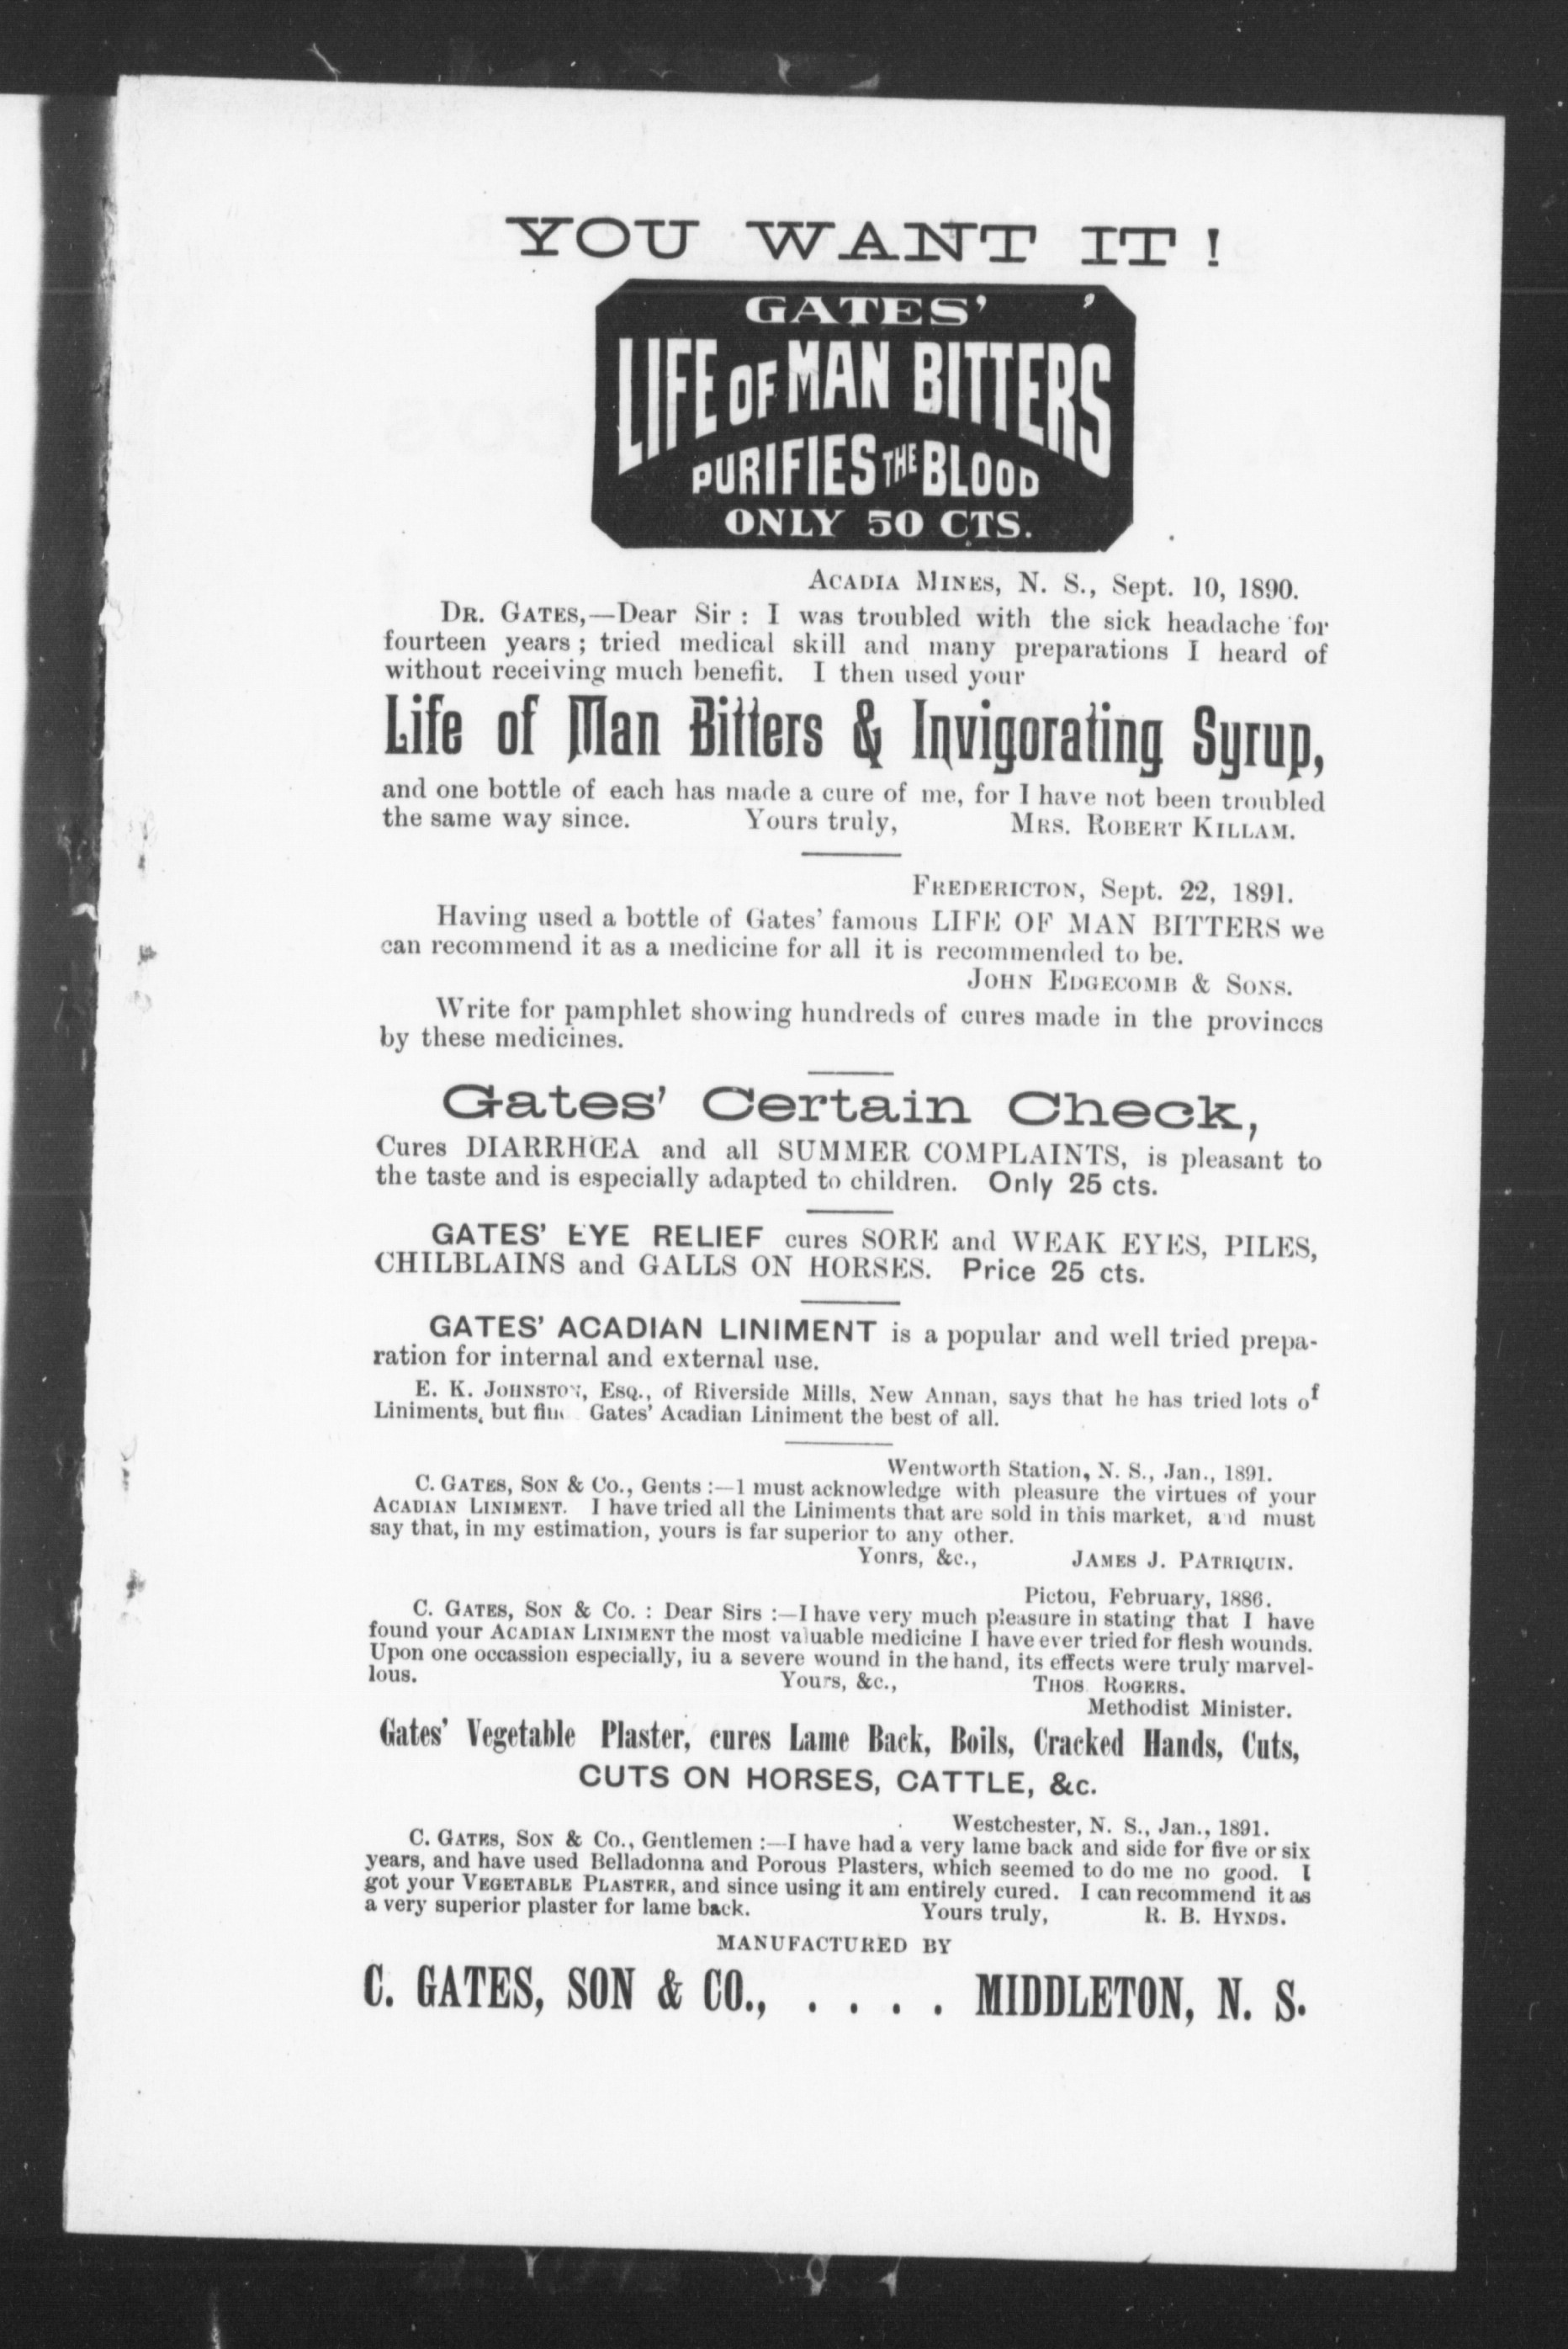 YOU WANT IT !
GATES'
LIFE OF MAN BITTERS
PURIFIES THE BLOOD
ONLY 50 CTS.
ACADIA MINES, N. S., Sept. 10, 1890.
DR. GATES,—Dear Sir : I was troubled with the sick headache for
fourteen years ; tried medical skill and many preparations I heard of
without receiving much benefit. I then used your
Life of Man Bitters & Invigorating Syrup,
and one bottle of each has made a cure of me, for I have not been troubled
the same way since. Yours truly, MRS. ROBERT KILLAM.
FREDERICTON, Sept. 22, 1891.
Having used a bottle of Gates' famous LIFE OF MAN BITTERS we
can recommend it as a medicine for all it is recommended to be.
JOHN EDGECOMB & SONS.
Write for pamphlet showing hundreds of cures made in the provinces
by these medicines.
Gates' Certain Check,
Cures DIARRHŒA and all SUMMER COMPLAINTS, is pleasant to
the taste and is especially adapted to children. Only 25 cts.
GATES' EYE RELIEF cures SORE and WEAK EYES, PILES,
CHILBLAINS and GALLS ON HORSES. Price 25 cts.
GATES' ACADIAN LINIMENT is a popular and well tried prepa-
ration for internal and external use.
E. K. JOHNSTON, ESQ., of Riverside Mills, New Annan, says that he has tried lots of
Liniments, but Gates' Acadian Liniment the best of all.
Wentworth Station, N. S., Jan., 1891.
C. GATES, SON & CO., Gents :—I must acknowledge with pleasure the virtues of your
ACADIAN LINIMENT. I have tried all the Liniments that are sold in this market, and must
say that, in my estimation, yours is far superior to any other.
Yonrs, &c., JAMES J. PATRIQUIN.
Pictou, February, 1886.
C. GATES, SON & CO. : Dear Sirs :—I have very much pleasure in stating that I have
found your ACADIAN LINIMENT the most valuable medicine I have ever tried for flesh wounds.
Upon one occassion especially, iu a severe wound in the hand, its effects were truly marvel-
lous. Yours, &c., THOS ROGERS.
Methodist Minister.
Gates' Vegetable Plaster, cures Lame Back, Boils, Cracked Hands, Cuts,
CUTS ON HORSES, CATTLE, &c.
Westchester, N. S., Jan., 1891.
C. GATES, SON & CO., Gentlemen :—I have had a very lame back and side for five or six
years, and have used Belladonna and Porous Plasters, which seemed to do me no good. I
got your VEGETABLE PLASTER, and since using it am entirely cured. I can recommend it as
a very superior plaster for lame back. Yours truly, R. B. HYNDS.
MANUFACTURED BY
C. GATES, SON & CO., . . . . MIDDLETON, N. S.